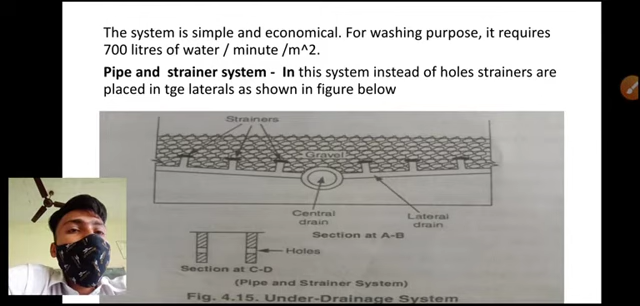 The system is simple and economical. For washing purpose, it requires
700 litres of water / minute /m^2.
Pipe and strainer system - In this system instead of holes strainers are
placed in tge laterals as shown in figure below
Strainers
Gravel
Central
drain
Lateral
drain
Section at A-B
Holes
Section at C-D
(Pipe and Strainer System)
Fig. 4.15. Under-Drainage System